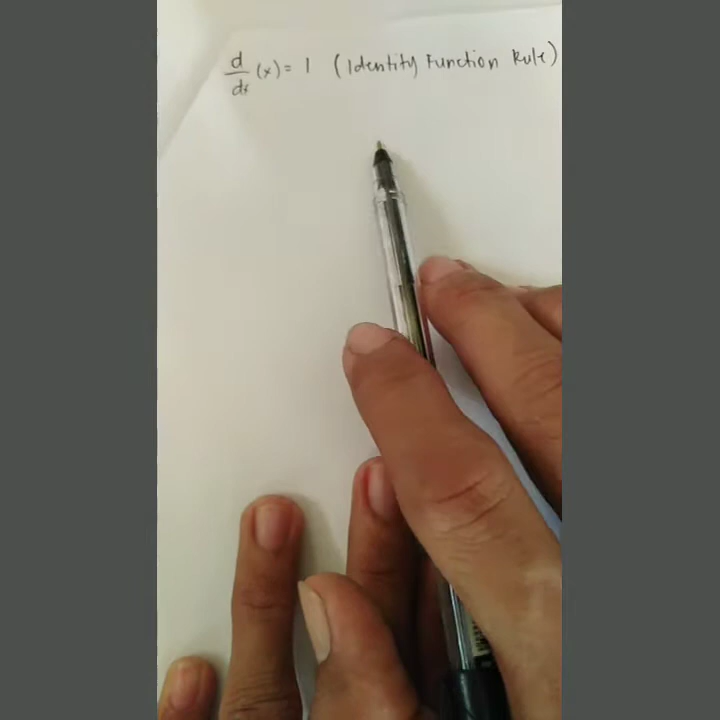 d/dx (x) = 1 (Identity Function Rule)